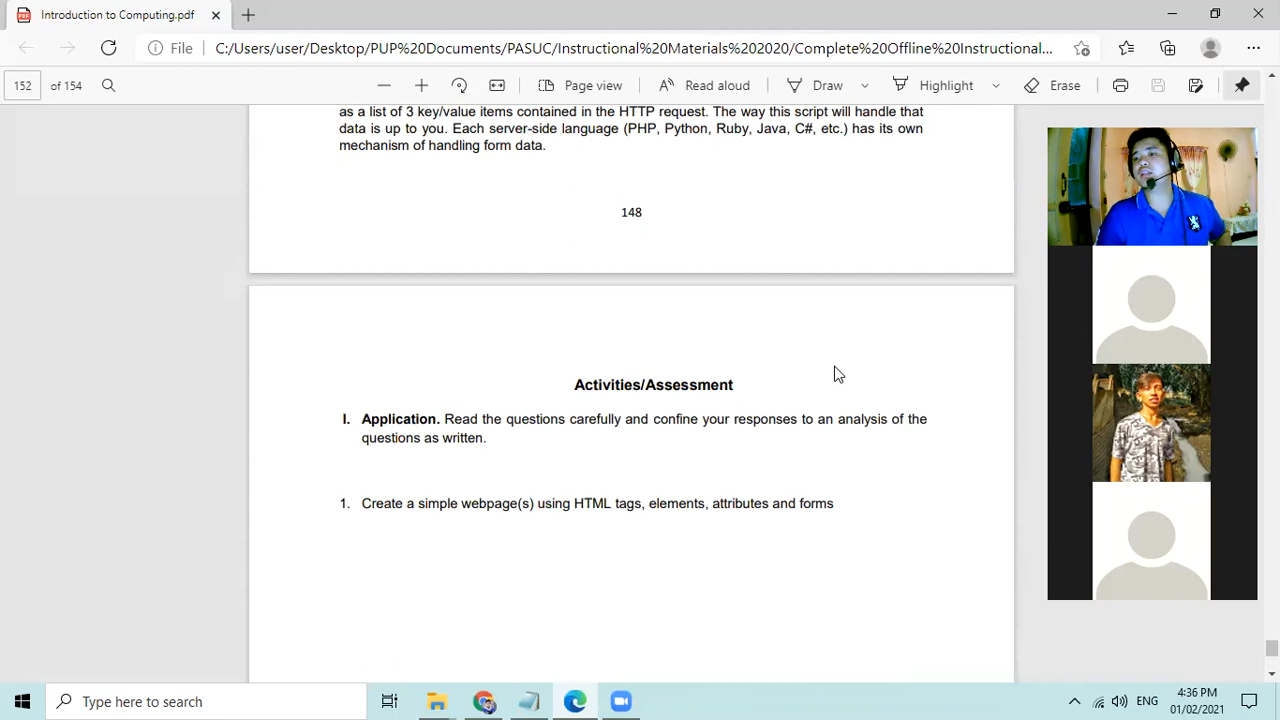 Introduction to Computing.pdf
File
C:/Users/user/Desktop/PUP%20Documents/PASUC/Instructional%20Materials%202020/Complete%20Offline%20Instructional...
152 of 154
Page view
Read aloud
Draw
Highlight
Erase
as a list of 3 key/value items contained in the HTTP request. The way this script will handle that
data is up to you. Each server-side language (PHP, Python, Ruby, Java, C#, etc.) has its own
mechanism of handling form data.
148
Activities/Assessment
I. Application. Read the questions carefully and confine your responses to an analysis of the
questions as written.
1. Create a simple webpage(s) using HTML tags, elements, attributes and forms
Type here to search
ENG
4:36 PM
01/02/2021